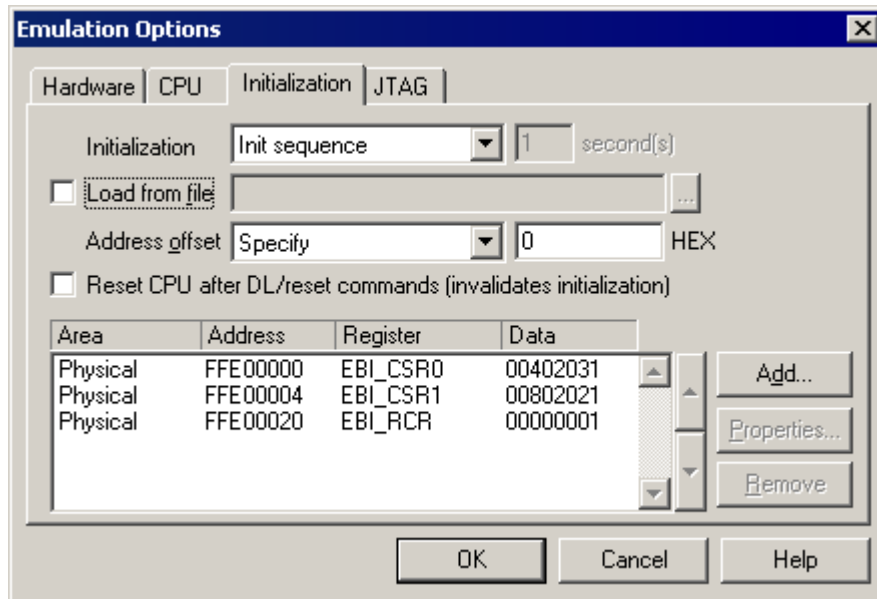 Emulation Options
Hardware CPU Initialization JTAG
Initialization Init sequence 1 second(s)
Load from file ...
Address offset Specify 0 HEX
Reset CPU after DL/reset commands (invalidates initialization)
Area Address Register Data
Physical FFE00000 EBI_CSR0 00402031
Physical FFE00004 EBI_CSR1 00802021
Physical FFE00020 EBI_RCR 00000001
Add...
Properties...
Remove
OK Cancel Help